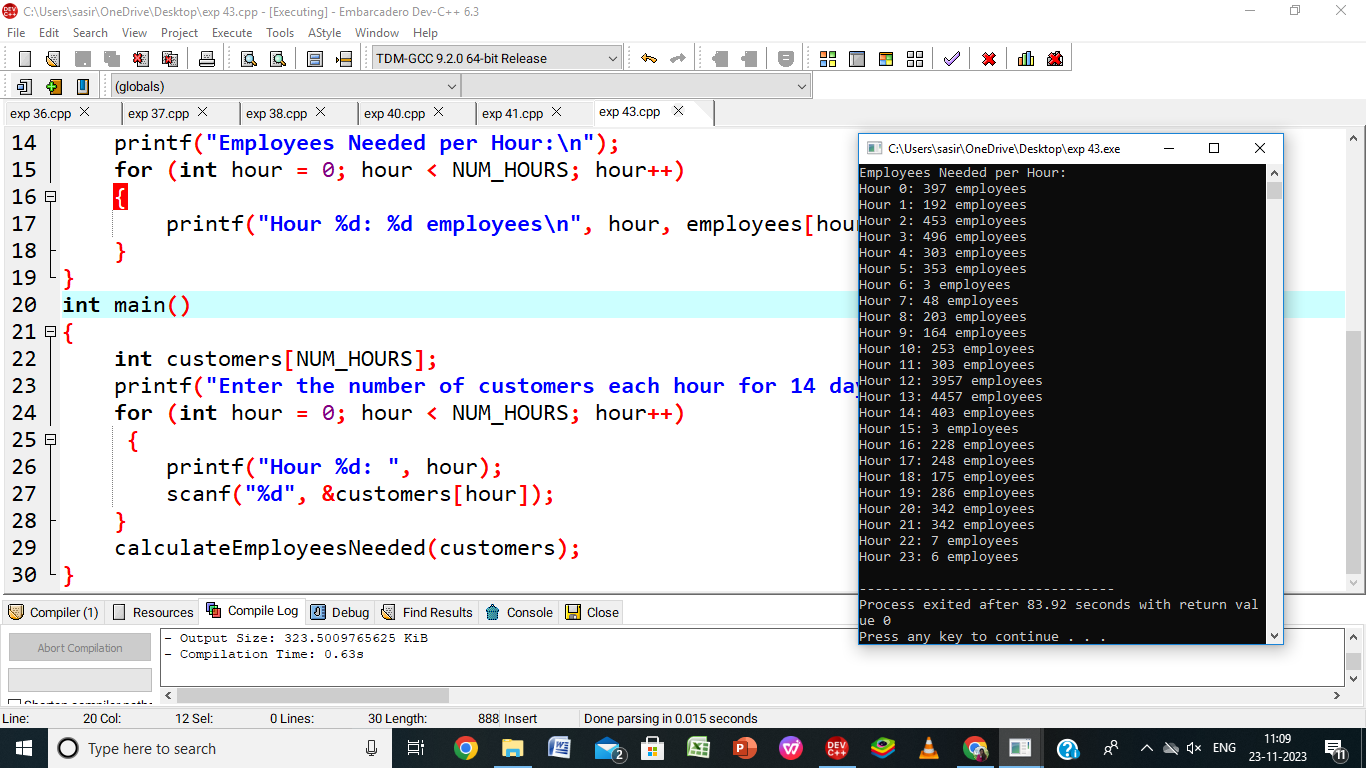 C:\Users\sasir\OneDrive\Desktop\exp 43.cpp - [Executing] - Embarcadero Dev-C++ 6.3
File Edit Search View Project Execute Tools AStyle Window Help
TDM-GCC 9.2.0 64-bit Release
(globals)
exp 36.cpp exp 37.cpp exp 38.cpp exp 40.cpp exp 41.cpp exp 43.cpp
14 printf("Employees Needed per Hour:\n");
15 for (int hour = 0; hour < NUM_HOURS; hour++)
16 {
17 printf("Hour %d: %d employees\n", hour, employees[hou
18 }
19 }
20 int main()
21 {
22 int customers[NUM_HOURS];
23 printf("Enter the number of customers each hour for 14 day
24 for (int hour = 0; hour < NUM_HOURS; hour++)
25 {
26 printf("Hour %d: ", hour);
27 scanf("%d", &customers[hour]);
28 }
29 calculateEmployeesNeeded(customers);
30 }
C:\Users\sasir\OneDrive\Desktop\exp 43.exe
Employees Needed per Hour:
Hour 0: 397 employees
Hour 1: 192 employees
Hour 2: 453 employees
Hour 3: 496 employees
Hour 4: 303 employees
Hour 5: 353 employees
Hour 6: 3 employees
Hour 7: 48 employees
Hour 8: 203 employees
Hour 9: 164 employees
Hour 10: 253 employees
Hour 11: 303 employees
Hour 12: 3957 employees
Hour 13: 4457 employees
Hour 14: 403 employees
Hour 15: 3 employees
Hour 16: 228 employees
Hour 17: 248 employees
Hour 18: 175 employees
Hour 19: 286 employees
Hour 20: 342 employees
Hour 21: 342 employees
Hour 22: 7 employees
Hour 23: 6 employees
--------------------------------
Process exited after 83.92 seconds with return val
ue 0
Press any key to continue . . .
Compiler (1) Resources Compile Log Debug Find Results Console Close
Abort Compilation
- Output Size: 323.5009765625 KiB
- Compilation Time: 0.63s
Line: 20 Col: 12 Sel: 0 Lines: 30 Length: 888 Insert Done parsing in 0.015 seconds
Type here to search
2
DEV C++
ENG
11:09
23-11-2023
11